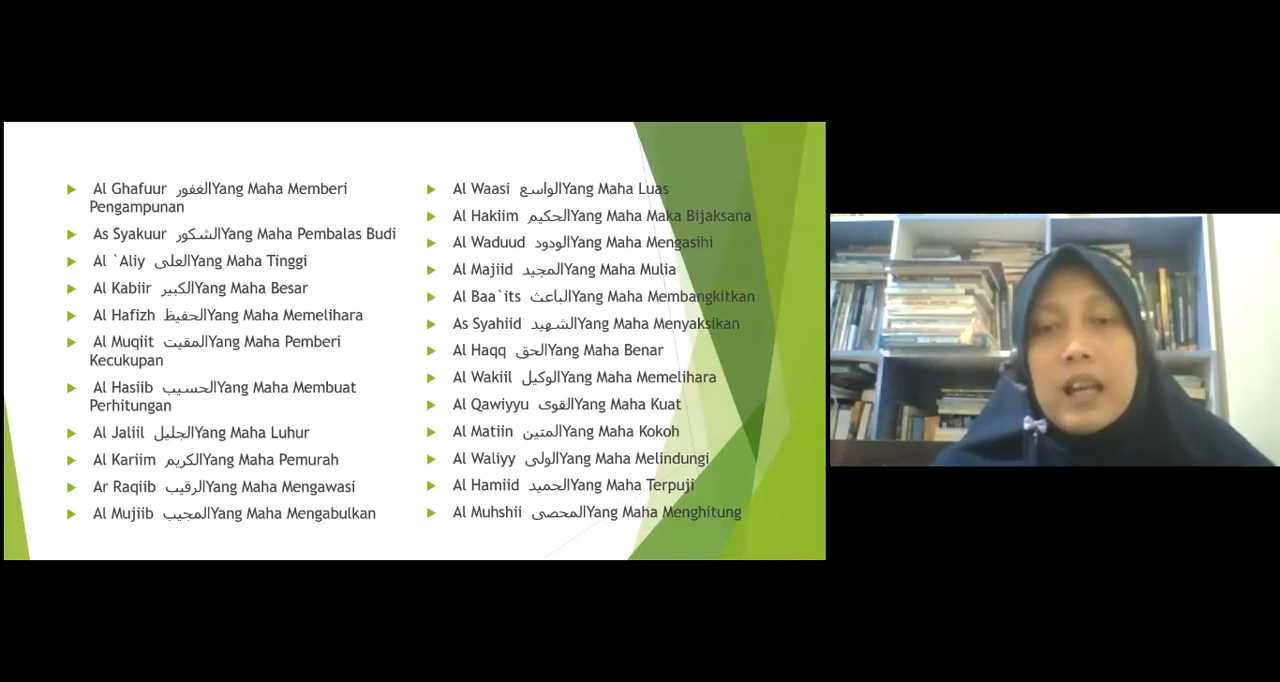 Al Ghafuur الغفورYang Maha Memberi
Pengampunan
As Syakuur الشكورYang Maha Pembalas Budi
Al `Aliy العلىYang Maha Tinggi
Al Kabiir الكبيرYang Maha Besar
Al Hafizh الحفيظYang Maha Memelihara
Al Muqiit المقيتYang Maha Pemberi
Kecukupan
Al Hasiib الحسيبYang Maha Membuat
Perhitungan
Al Jaliil الجليلYang Maha Luhur
Al Kariim الكريمYang Maha Pemurah
Ar Raqiib الرقيبYang Maha Mengawasi
Al Mujiib المجيبYang Maha Mengabulkan
Al Waasi الواسعYang Maha Luas
Al Hakiim الحكيمYang Maha Maka Bijaksana
Al Waduud الودودYang Maha Mengasihi
Al Majiid المجيدYang Maha Mulia
Al Baa`its الباعثYang Maha Membangkitkan
As Syahiid الشهيدYang Maha Menyaksikan
Al Haqq الحقYang Maha Benar
Al Wakiil الوكيلYang Maha Memelihara
Al Qawiyyu القوىYang Maha Kuat
Al Matiin المتينYang Maha Kokoh
Al Waliyy الولىYang Maha Melindungi
Al Hamiid الحميدYang Maha Terpuji
Al Muhshii المحصىYang Maha Menghitung